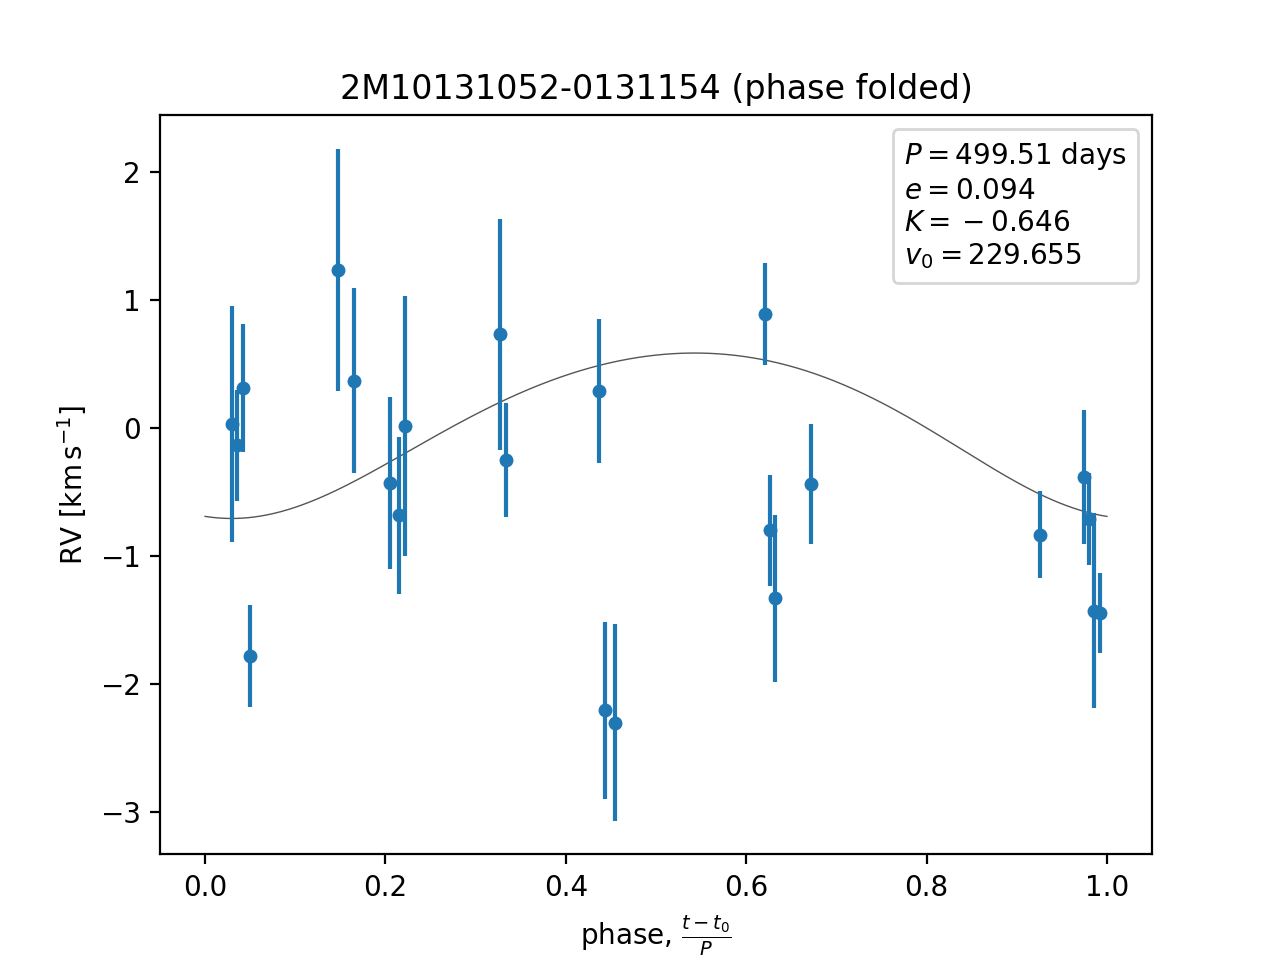 2M10131052-0131154 (phase folded)
P = 499.51 days
e = 0.094
K = −0.646
v₀ = 229.655
RV [km s⁻¹]
2
1
0
−1
−2
−3
0.0 0.2 0.4 0.6 0.8 1.0
phase, (t − t₀)/P